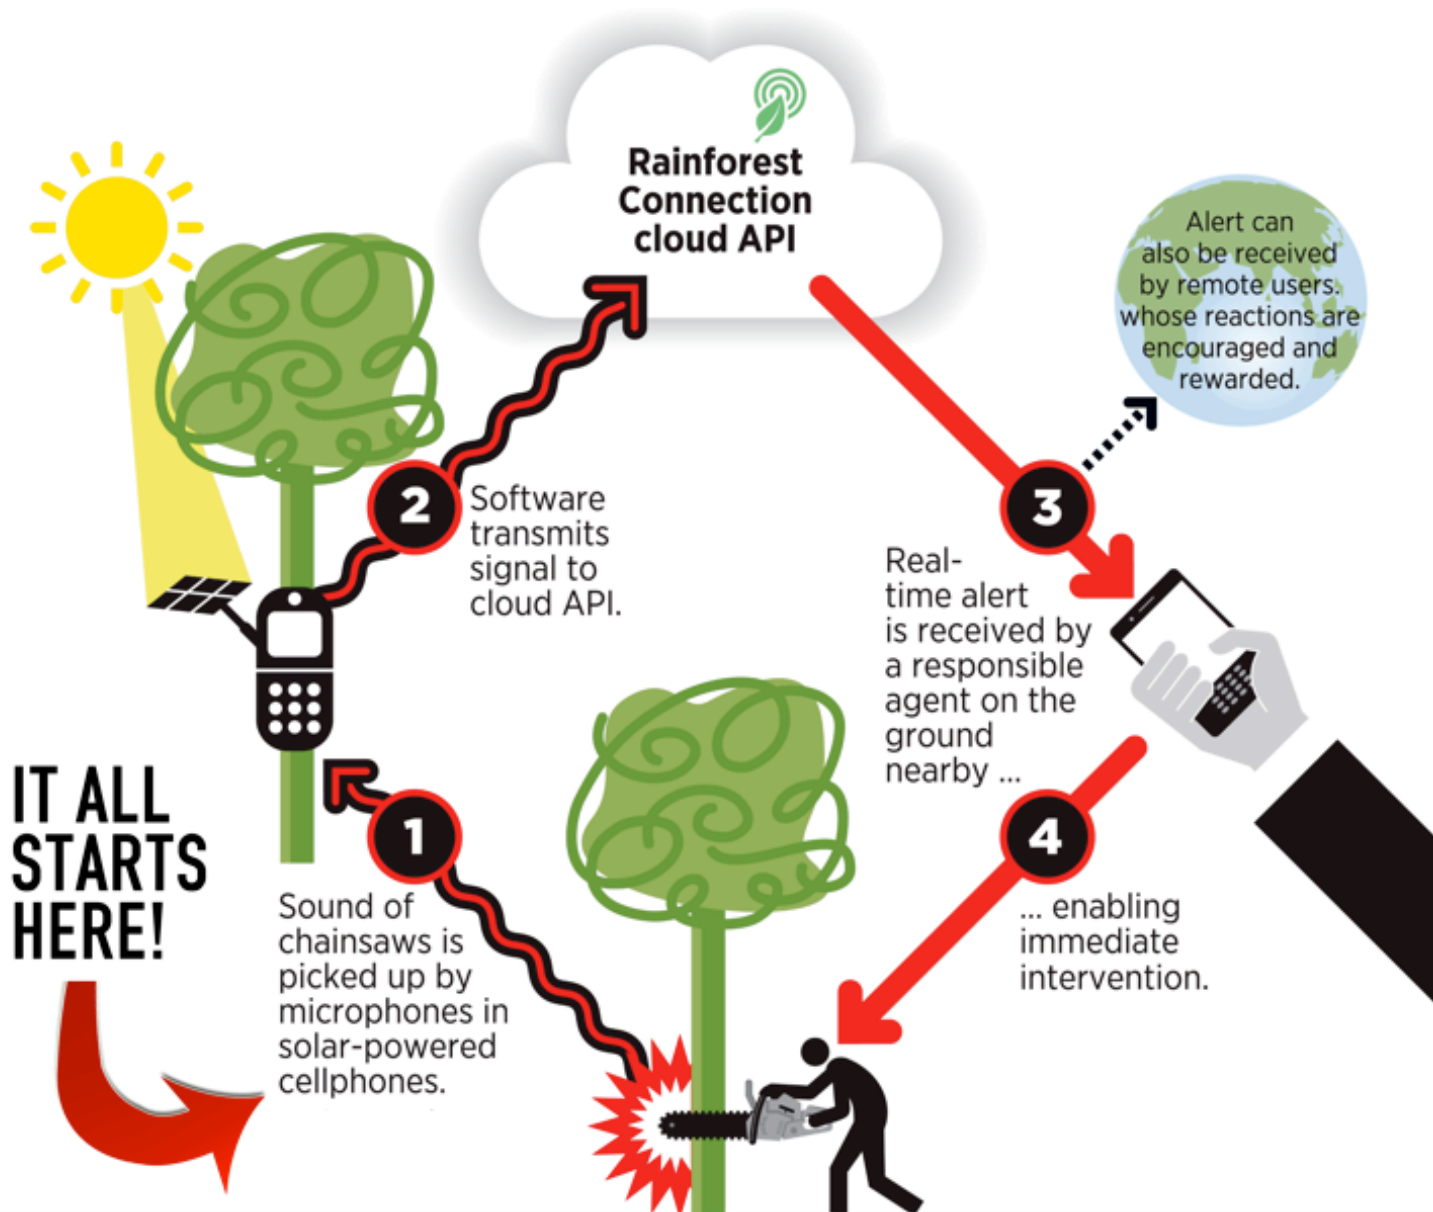 Rainforest
Connection
cloud API
Alert can
also be received
by remote users.
whose reactions are
encouraged and
rewarded.
2
Software
transmits
signal to
cloud API.
3
Real-
time alert
is received by
a responsible
agent on the
ground
nearby ...
IT ALL
STARTS
HERE!
1
Sound of
chainsaws is
picked up by
microphones in
solar-powered
cellphones.
4
... enabling
immediate
intervention.